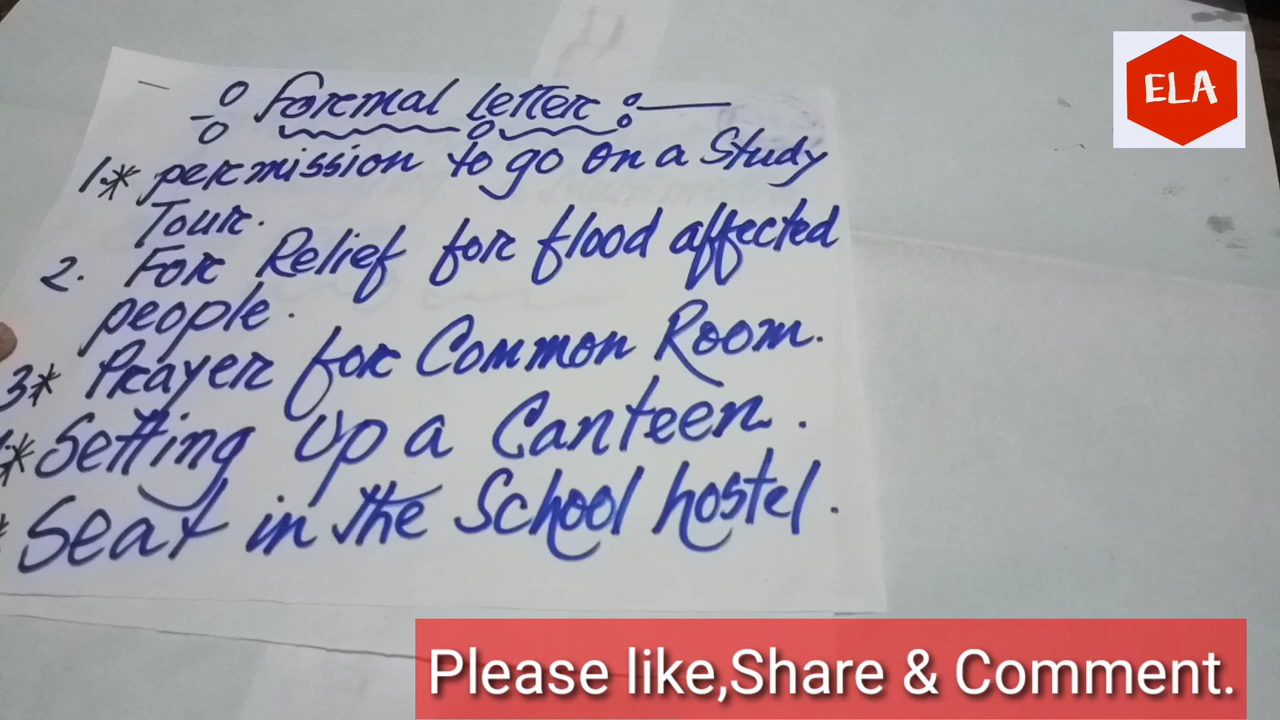 ELA
Formal Letter :
1.* permission to go on a Study
Tour.
2. For Relief for flood affected
people.
3* Prayer for Common Room.
* Setting Up a Canteen.
* Seat in the School hostel.
Please like,Share & Comment.